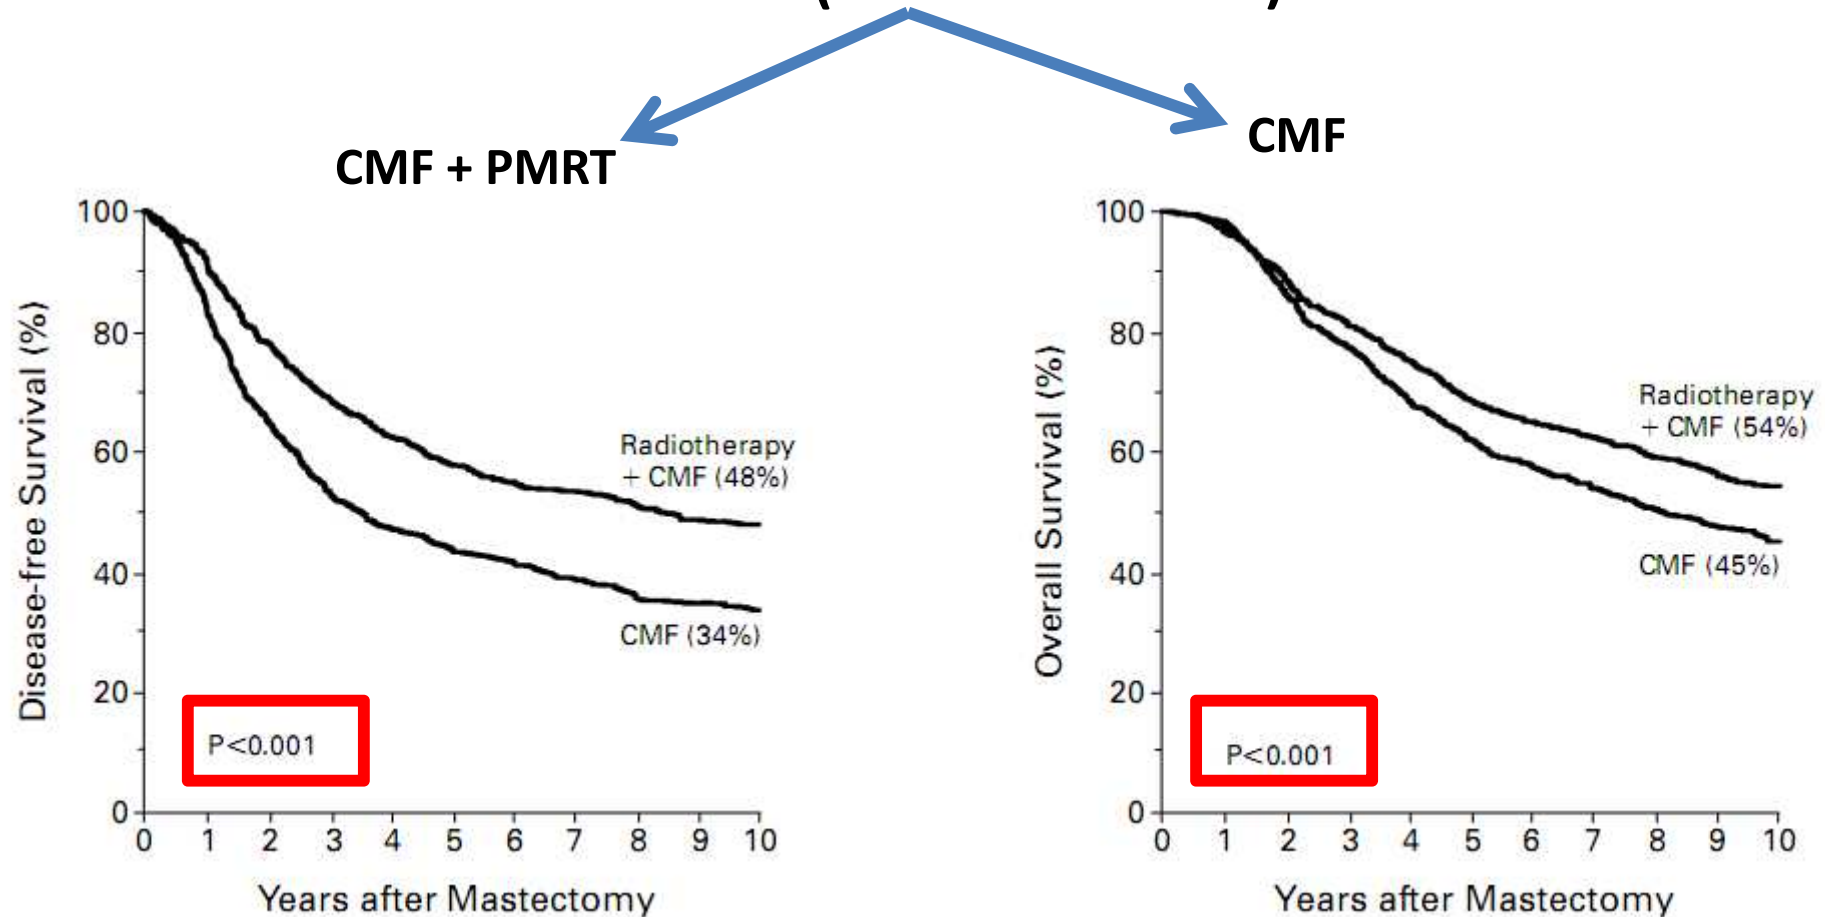 CMF + PMRT
CMF
Disease-free Survival (%)
100
80
60
40
20
0
Radiotherapy
+ CMF (48%)
CMF (34%)
P<0.001
0 1 2 3 4 5 6 7 8 9 10
Years after Mastectomy
Overall Survival (%)
100
80
60
40
20
0
Radiotherapy
+ CMF (54%)
CMF (45%)
P<0.001
0 1 2 3 4 5 6 7 8 9 10
Years after Mastectomy